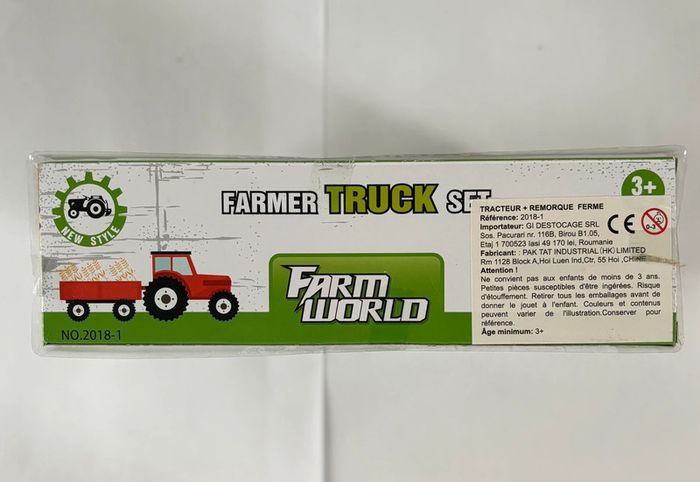 NEW STYLE
FARMER TRUCK SET
3+
FARM
WORLD
NO.2018-1
TRACTEUR + REMORQUE FERME
Référence: 2018-1
Importateur: GI DESTOCAGE SRL
Sos. Pacurari nr. 116B, Birou B1.05,
Etaj 1 700523 Iasi 49 170 lei, Roumanie
Fabricant: : PAK TAT INDUSTRIAL (HK) LIMITED
Rm 1128 Block A,Hoi Luen Ind,Ctr, 55 Hoi ,CHINE
Attention !
Ne convient pas aux enfants de moins de 3 ans.
Petites pièces susceptibles d'être ingérées. Risque
d'étouffement. Retirer tous les emballages avant de
donner le jouet à l'enfant. Couleurs et contenus
peuvent varier de l'illustration.Conserver pour
référence.
Âge minimum: 3+
CE
0-3